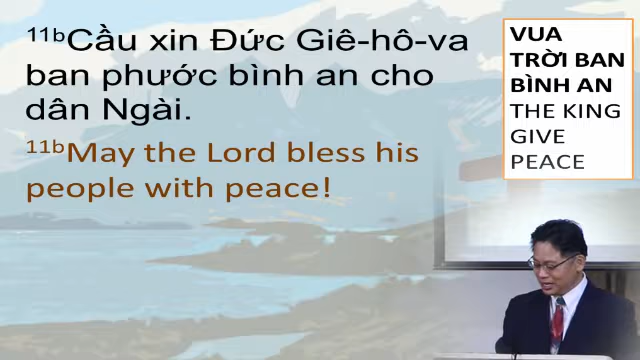 11bCầu xin Đức Giê-hô-va
ban phước bình an cho
dân Ngài.
11bMay the Lord bless his
people with peace!
VUA
TRỜI BAN
BÌNH AN
THE KING
GIVE
PEACE